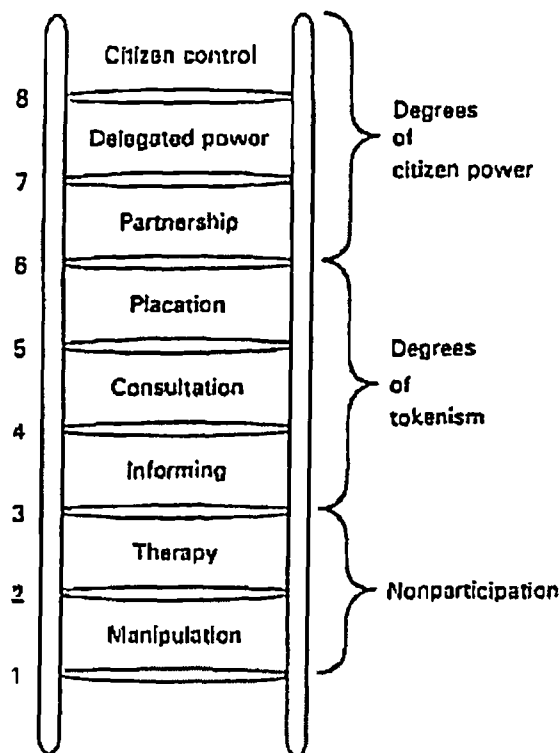 Citizen control
8
Delegated power
7
Partnership
6
Placation
5
Consultation
4
Informing
3
Therapy
2
Manipulation
1
Degrees
of
citizen power
Degrees
of
tokenism
Nonparticipation